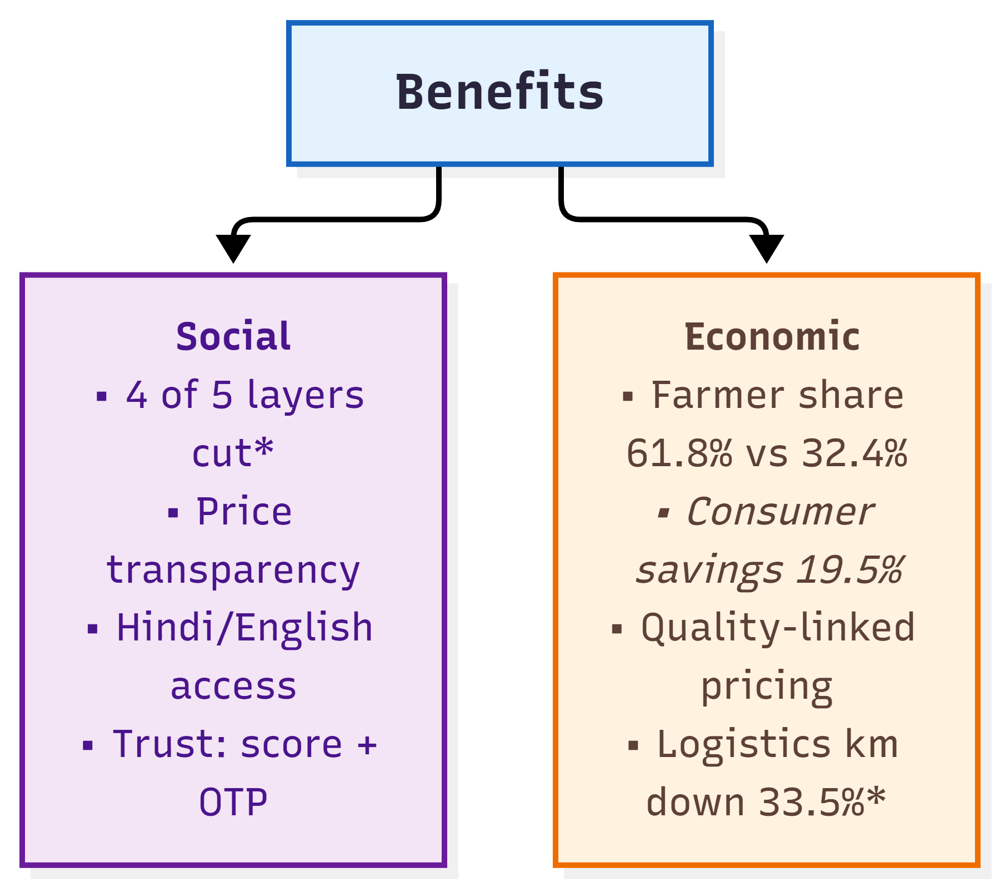 Benefits
Social
▪ 4 of 5 layers
cut*
▪ Price
transparency
▪ Hindi/English
access
▪ Trust: score +
OTP
Economic
▪ Farmer share
61.8% vs 32.4%
▪ Consumer
savings 19.5%
▪ Quality-linked
pricing
▪ Logistics km
down 33.5%*